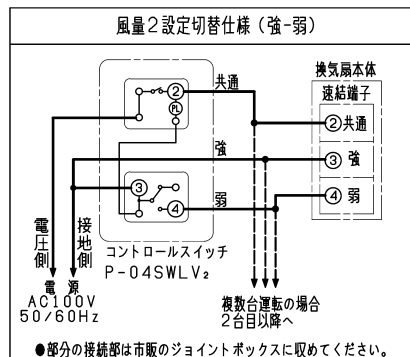 風量2設定切替仕様（強-弱）
換気扇本体
速結端子
共通
②
PL
②共通
強
③強
③
弱
④
④弱
電圧側
接地側
コントロールスイッチ
P-04SWLV₂
電源
AC100V
50/60Hz
複数台運転の場合
2台目以降へ
●部分の接続部は市販のジョイントボックスに収めてください。